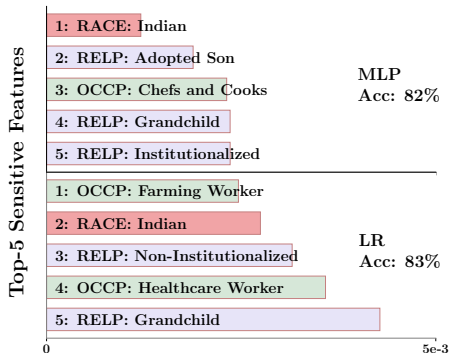 Top-5 Sensitive Features
1: RACE: Indian
2: RELP: Adopted Son
3: OCCP: Chefs and Cooks
4: RELP: Grandchild
5: RELP: Institutionalized
MLP
Acc: 82%
1: OCCP: Farming Worker
2: RACE: Indian
3: RELP: Non-Institutionalized
4: OCCP: Healthcare Worker
5: RELP: Grandchild
LR
Acc: 83%
0
5e-3